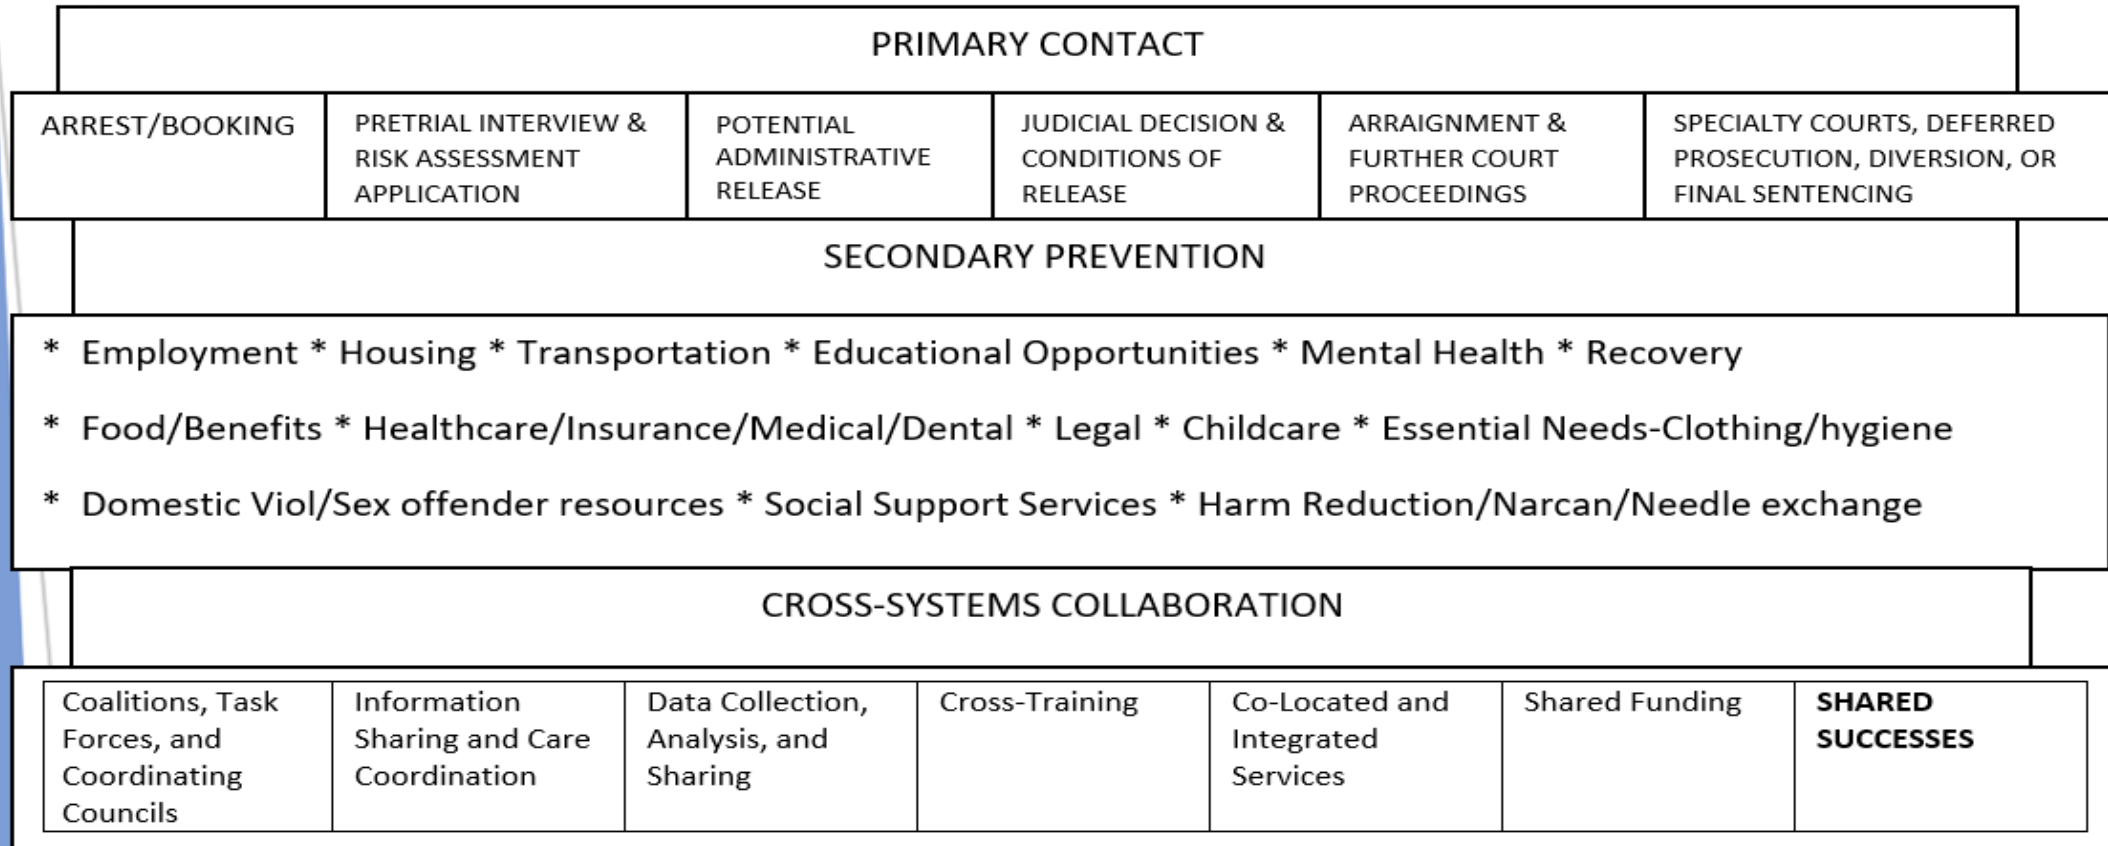 PRIMARY CONTACT
ARREST/BOOKING
PRETRIAL INTERVIEW &
RISK ASSESSMENT
APPLICATION
POTENTIAL
ADMINISTRATIVE
RELEASE
JUDICIAL DECISION &
CONDITIONS OF
RELEASE
ARRAIGNMENT &
FURTHER COURT
PROCEEDINGS
SPECIALTY COURTS, DEFERRED
PROSECUTION, DIVERSION, OR
FINAL SENTENCING
SECONDARY PREVENTION
* Employment * Housing * Transportation * Educational Opportunities * Mental Health * Recovery
* Food/Benefits * Healthcare/Insurance/Medical/Dental * Legal * Childcare * Essential Needs-Clothing/hygiene
* Domestic Viol/Sex offender resources * Social Support Services * Harm Reduction/Narcan/Needle exchange
CROSS-SYSTEMS COLLABORATION
Coalitions, Task
Forces, and
Coordinating
Councils
Information
Sharing and Care
Coordination
Data Collection,
Analysis, and
Sharing
Cross-Training
Co-Located and
Integrated
Services
Shared Funding
SHARED
SUCCESSES